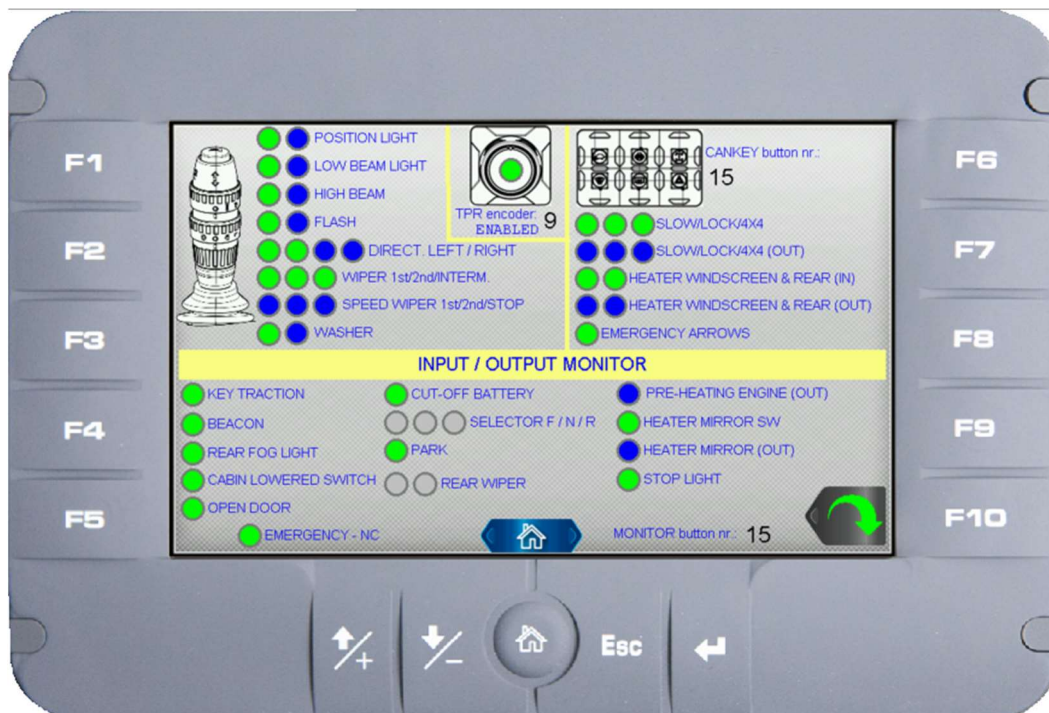 F1
F2
F3
F4
F5
POSITION LIGHT
LOW BEAM LIGHT
HIGH BEAM
FLASH
DIRECT. LEFT / RIGHT
WIPER 1st/2nd/INTERM.
SPEED WIPER 1st/2nd/STOP
WASHER
TPR encoder: 9
ENABLED
CANKEY button nr.:
15
SLOW/LOCK/4X4
SLOW/LOCK/4X4 (OUT)
HEATER WINDSCREEN & REAR (IN)
HEATER WINDSCREEN & REAR (OUT)
EMERGENCY ARROWS
INPUT / OUTPUT MONITOR
KEY TRACTION
BEACON
REAR FOG LIGHT
CABIN LOWERED SWITCH
OPEN DOOR
EMERGENCY - NC
CUT-OFF BATTERY
SELECTOR F / N / R
PARK
REAR WIPER
PRE-HEATING ENGINE (OUT)
HEATER MIRROR SW
HEATER MIRROR (OUT)
STOP LIGHT
MONITOR button nr.: 15
F6
F7
F8
F9
F10
Esc